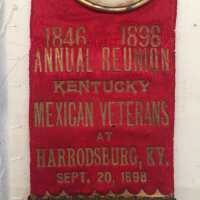 1846 1898
ANNUAL REUNION
KENTUCKY
MEXICAN VETERANS
AT
HARRODSBURG, KY.
SEPT. 20, 1898